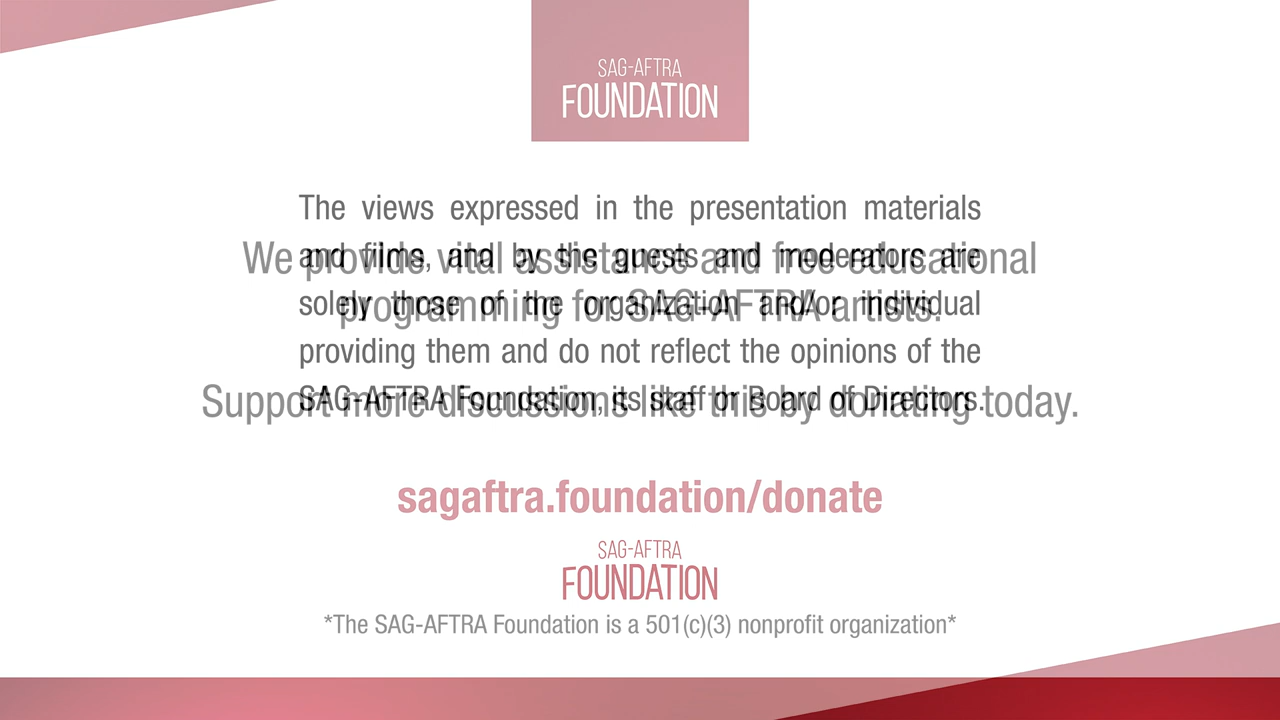 SAG-AFTRA
FOUNDATION
The views expressed in the presentation materials
We provide vital assistance and free educational
and films, and by the guests and moderators are
programming for SAG-AFTRA artists.
solely those of the organization and/or individual
providing them and do not reflect the opinions of the
Support more discussions like this by donating today.
SAG-AFTRA Foundation, its staff or Board of Directors.
sagaftra.foundation/donate
SAG-AFTRA
FOUNDATION
*The SAG-AFTRA Foundation is a 501(c)(3) nonprofit organization*